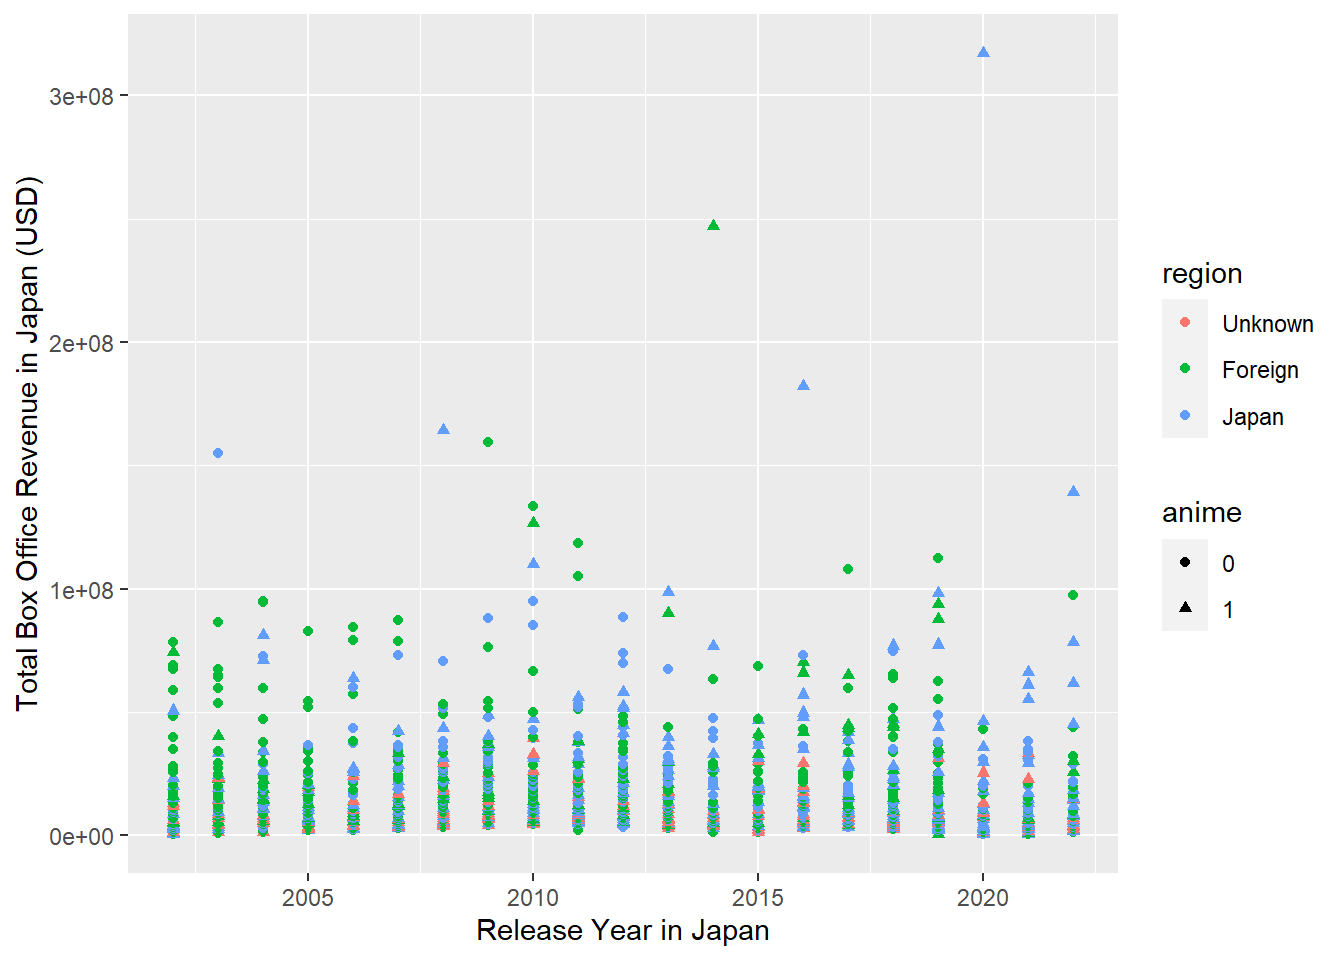 Total Box Office Revenue in Japan (USD)
3e+08
2e+08
1e+08
0e+00
2005
2010
2015
2020
Release Year in Japan
region
Unknown
Foreign
Japan
anime
0
1